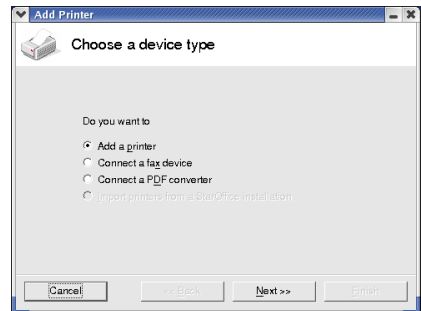 Add Printer
Choose a device type
Do you want to
Add a printer
Connect a fax device
Connect a PDF converter
Import printers from a StarOffice installation
Cancel
<< Back
Next >>
Finish